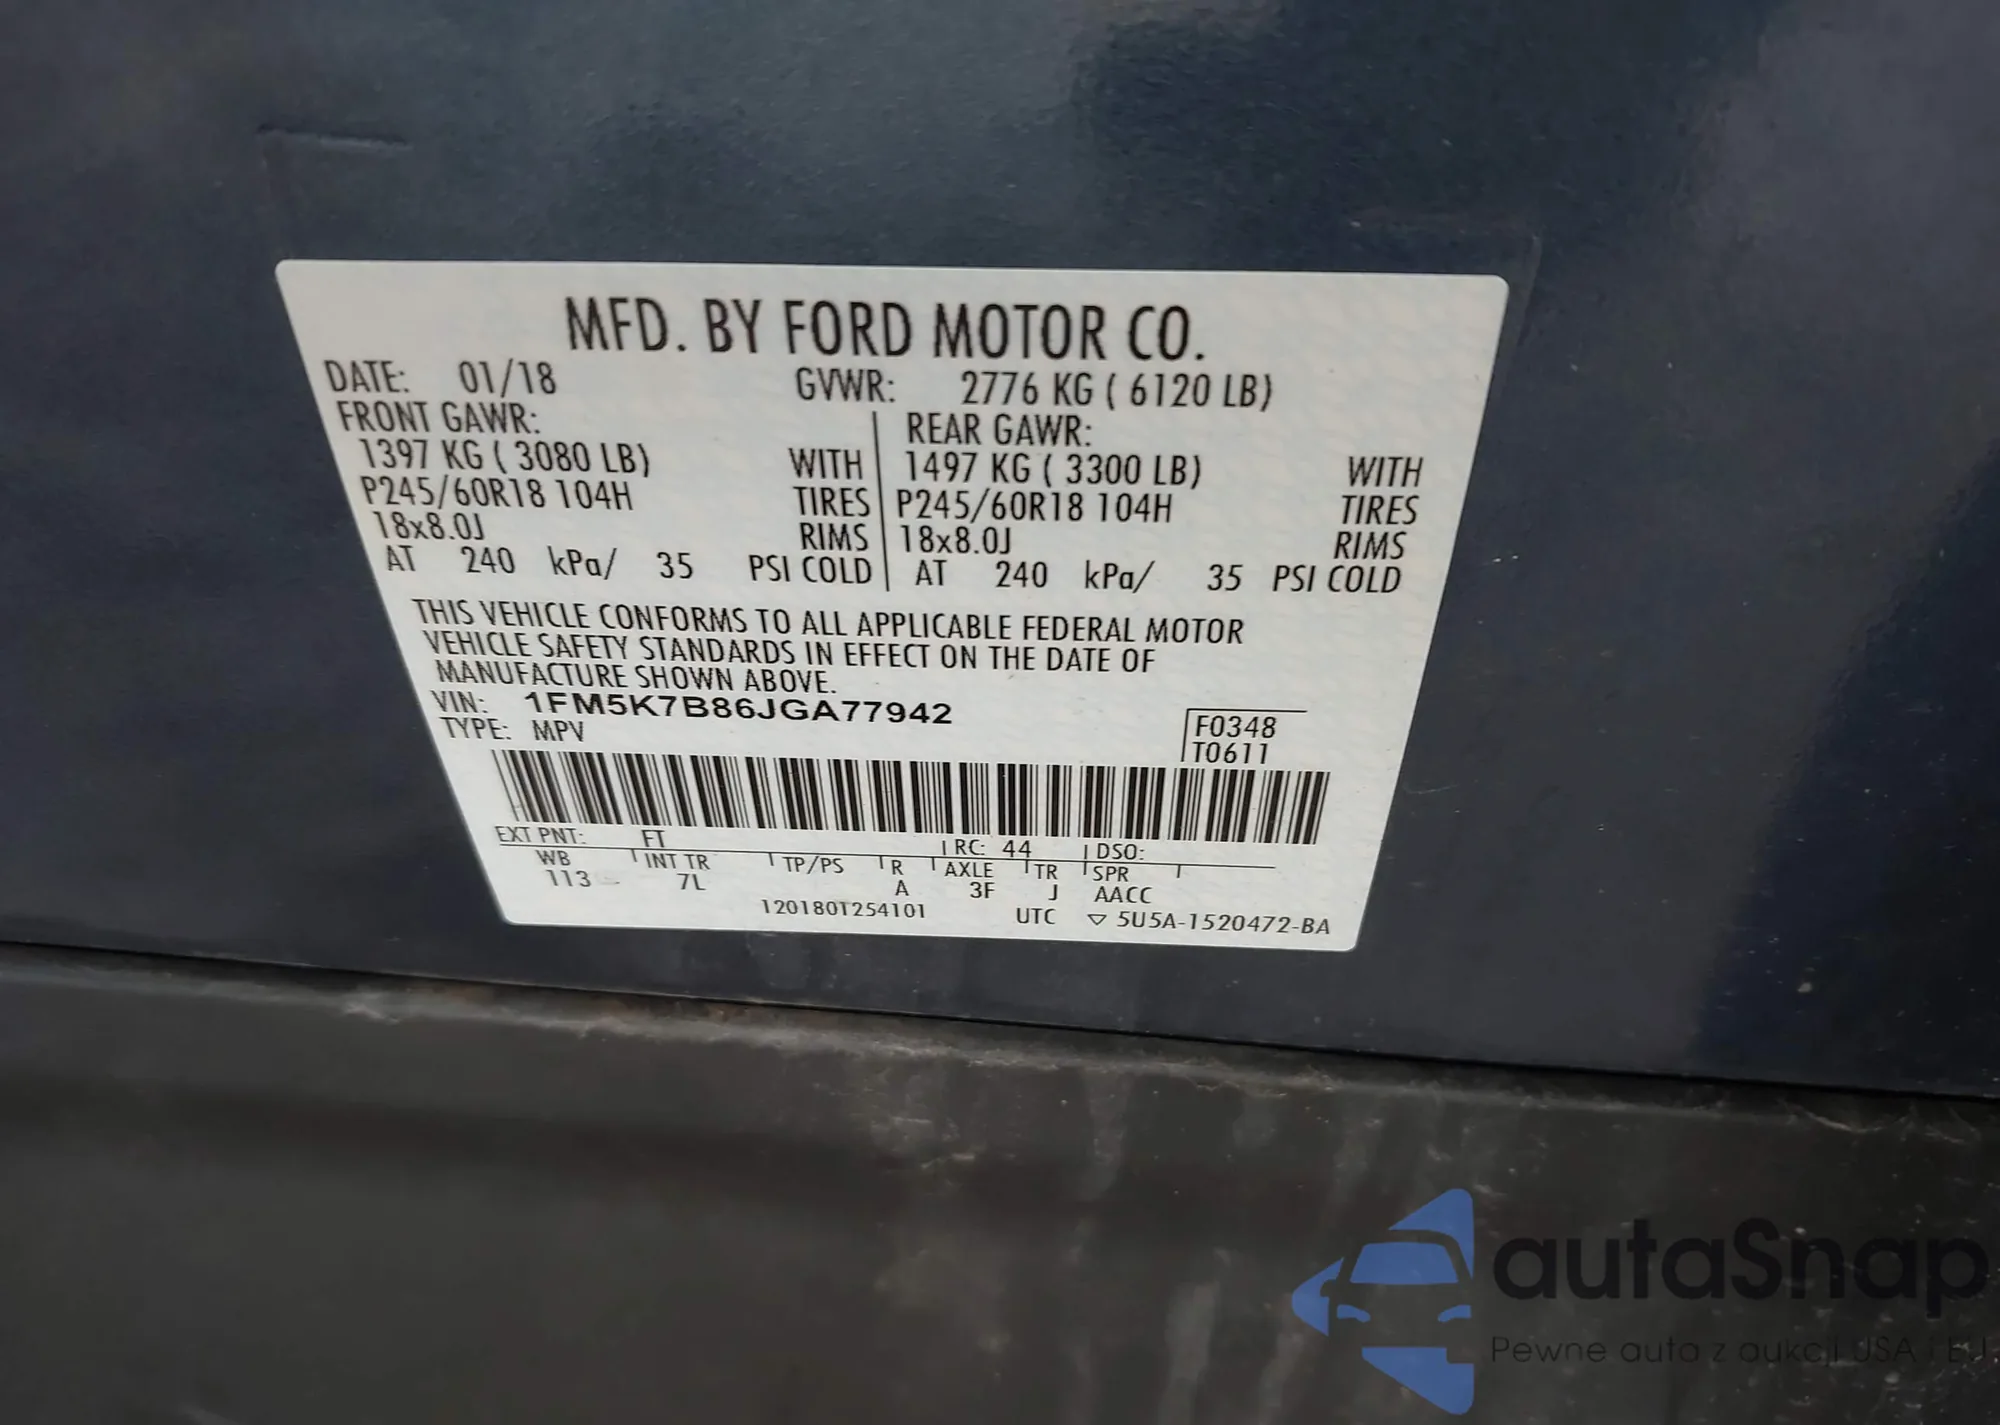 MFD. BY FORD MOTOR CO.
DATE: 01/18 GVWR: 2776 KG ( 6120 LB)
FRONT GAWR: REAR GAWR:
1397 KG ( 3080 LB) WITH 1497 KG ( 3300 LB) WITH
P245/60R18 104H TIRES P245/60R18 104H TIRES
18x8.0J RIMS 18x8.0J RIMS
AT 240 kPa/ 35 PSI COLD AT 240 kPa/ 35 PSI COLD
THIS VEHICLE CONFORMS TO ALL APPLICABLE FEDERAL MOTOR
VEHICLE SAFETY STANDARDS IN EFFECT ON THE DATE OF
MANUFACTURE SHOWN ABOVE.
VIN: 1FM5K7B86JGA77942
TYPE: MPV
F0348
T0611
EXT PNT: FT RC: 44 DSO:
WB INT TR TP/PS R AXLE TR SPR
113 7L A 3F J AACC
120180T254101 UTC ▽ 5U5A-1520472-BA
autaSnap
Pewne auta z aukcji USA i EU